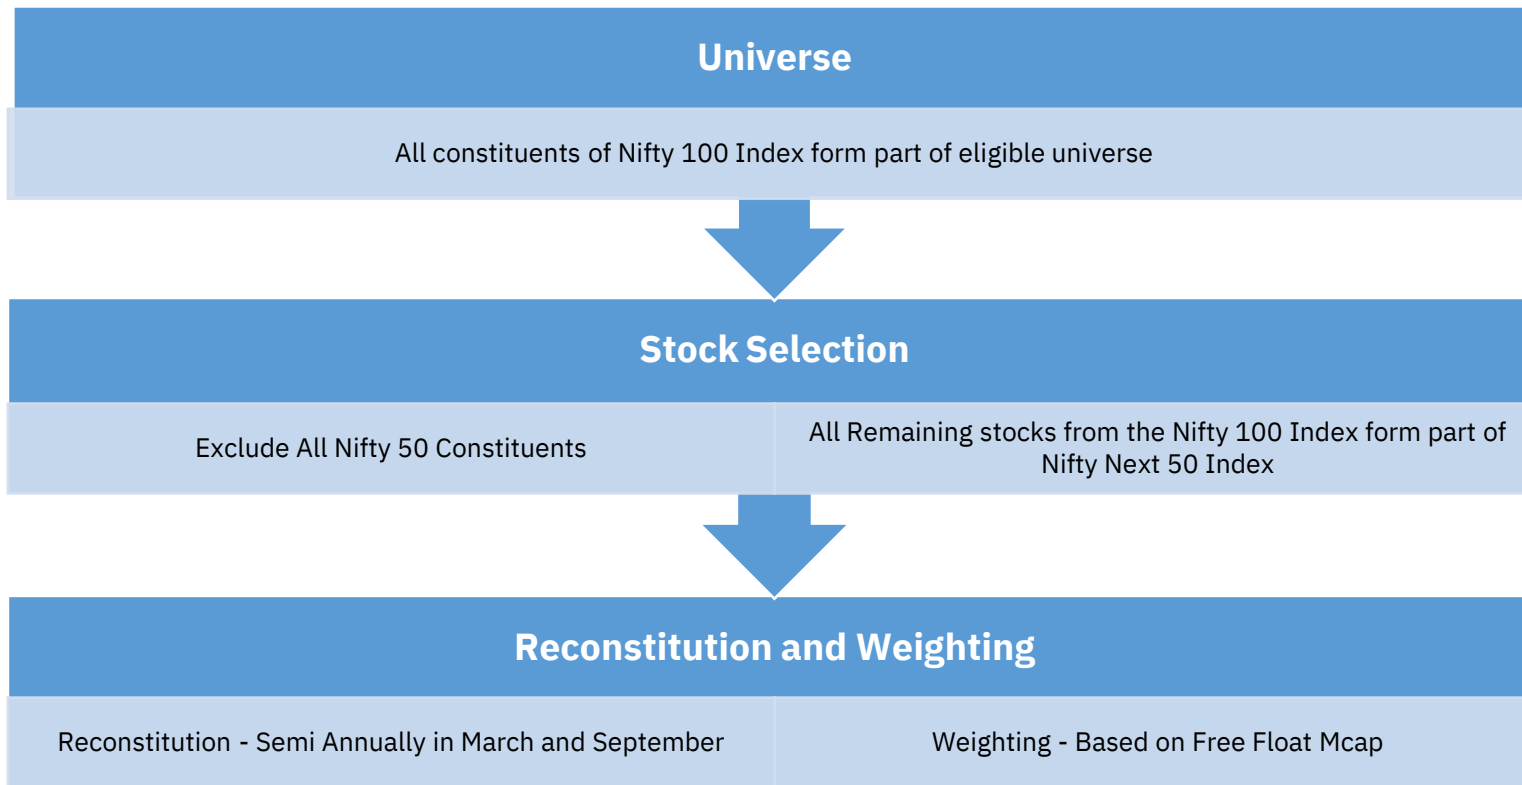 Universe
All constituents of Nifty 100 Index form part of eligible universe
Stock Selection
Exclude All Nifty 50 Constituents
All Remaining stocks from the Nifty 100 Index form part of
Nifty Next 50 Index
Reconstitution and Weighting
Reconstitution - Semi Annually in March and September
Weighting - Based on Free Float Mcap